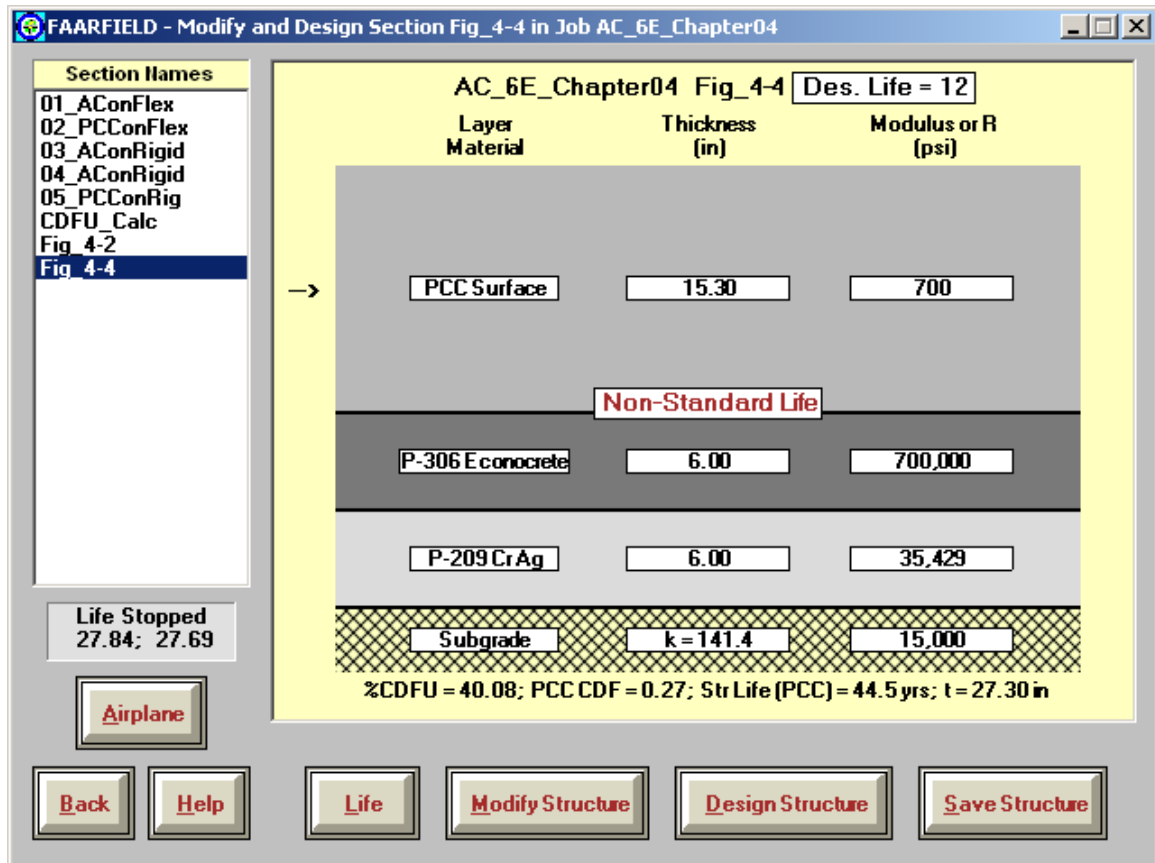 FAARFIELD - Modify and Design Section Fig_4-4 in Job AC_6E_Chapter04
Section Names
01_AConFlex
02_PCConFlex
03_AConRigid
04_AConRigid
05_PCConRig
CDFU_Calc
Fig_4-2
Fig_4-4
Life Stopped
27.84; 27.69
Airplane
Back
Help
AC_6E_Chapter04 Fig_4-4 Des. Life = 12
Layer Material
Thickness (in)
Modulus or R (psi)
--> PCC Surface 15.30 700
Non-Standard Life
P-306 Econocrete 6.00 700,000
P-209 CrAg 6.00 35,429
Subgrade k = 141.4 15,000
%CDFU = 40.08; PCC CDF = 0.27; Str Life (PCC) = 44.5 yrs; t = 27.30 in
Life
Modify Structure
Design Structure
Save Structure